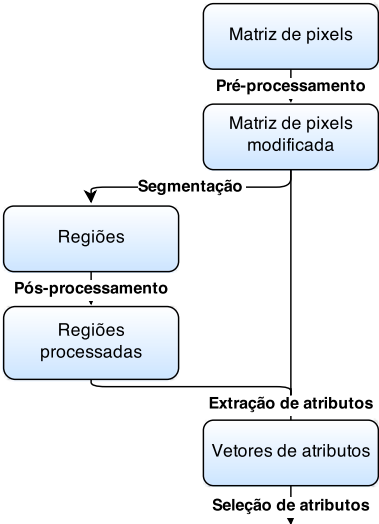 Matriz de pixels
Pré-processamento
Matriz de pixels
modificada
Segmentação
Regiões
Pós-processamento
Regiões
processadas
Extração de atributos
Vetores de atributos
Seleção de atributos